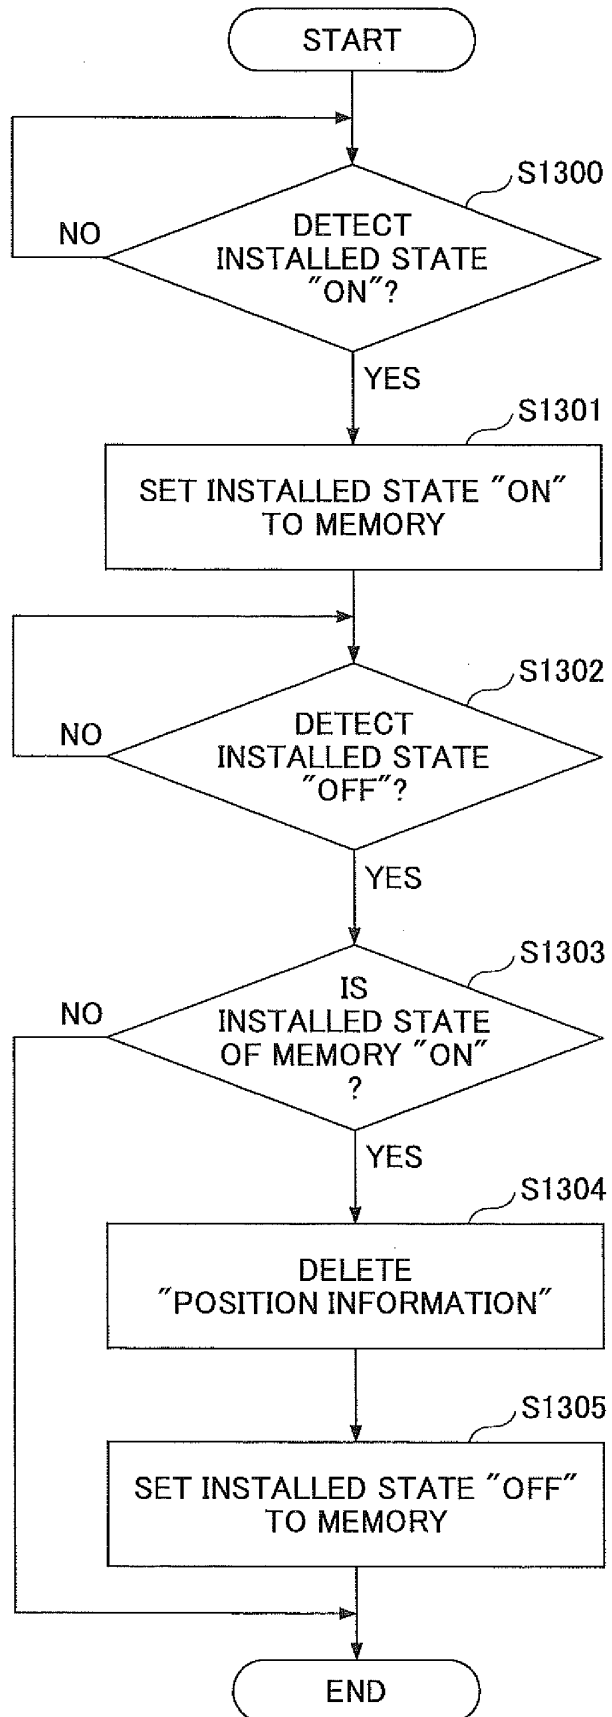 START
S1300
NO
DETECT
INSTALLED STATE
"ON"?
YES
S1301
SET INSTALLED STATE "ON"
TO MEMORY
S1302
NO
DETECT
INSTALLED STATE
"OFF"?
YES
S1303
NO
IS
INSTALLED STATE
OF MEMORY "ON"
?
YES
S1304
DELETE
"POSITION INFORMATION"
S1305
SET INSTALLED STATE "OFF"
TO MEMORY
END